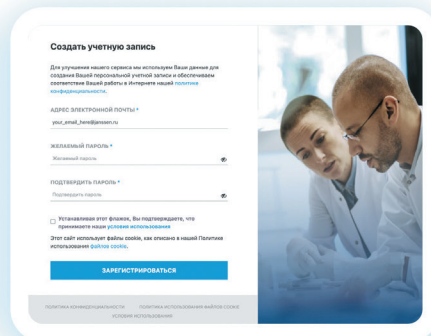 Создать учетную запись
Для улучшения нашего сервиса мы используем Ваши данные для
создания Вашей персональной учетной записи и обеспечиваем
соответствие Вашей работы в Интернете нашей политике
конфиденциальности.
АДРЕС ЭЛЕКТРОННОЙ ПОЧТЫ *
your_email_here@janssen.ru
ЖЕЛАЕМЫЙ ПАРОЛЬ *
Желаемый пароль
ПОДТВЕРДИТЬ ПАРОЛЬ *
Подтвердить пароль
Устанавливая этот флажок, Вы подтверждаете, что
принимаете наши условия использования
Этот сайт использует файлы cookie, как описано в нашей Политике
использования файлов cookie.
ЗАРЕГИСТРИРОВАТЬСЯ
ПОЛИТИКА КОНФИДЕНЦИАЛЬНОСТИ ПОЛИТИКА ИСПОЛЬЗОВАНИЯ ФАЙЛОВ COOKIE
УСЛОВИЯ ИСПОЛЬЗОВАНИЯ